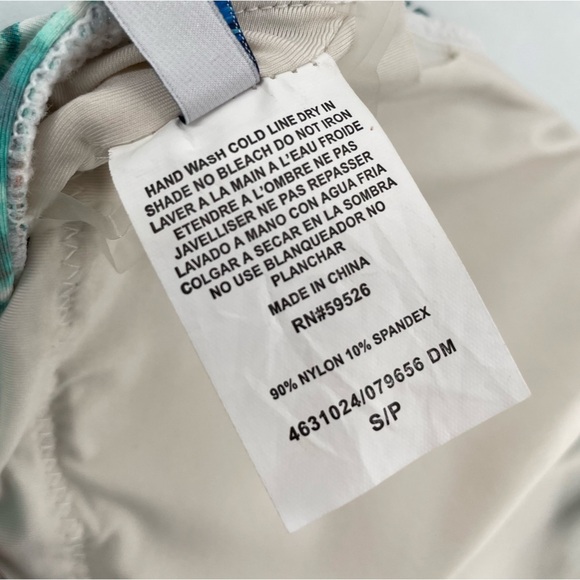 HAND WASH COLD LINE DRY IN
SHADE NO BLEACH DO NOT IRON
LAVER A LA MAIN A L'EAU FROIDE
ETENDRE A L'OMBRE NE PAS
JAVELLISER NE PAS REPASSER
LAVADO A MANO CON AGUA FRIA
COLGAR A SECAR EN LA SOMBRA
NO USE BLANQUEADOR NO
PLANCHAR
MADE IN CHINA
RN#59526
90% NYLON 10% SPANDEX
4631024/079656 DM
S/P